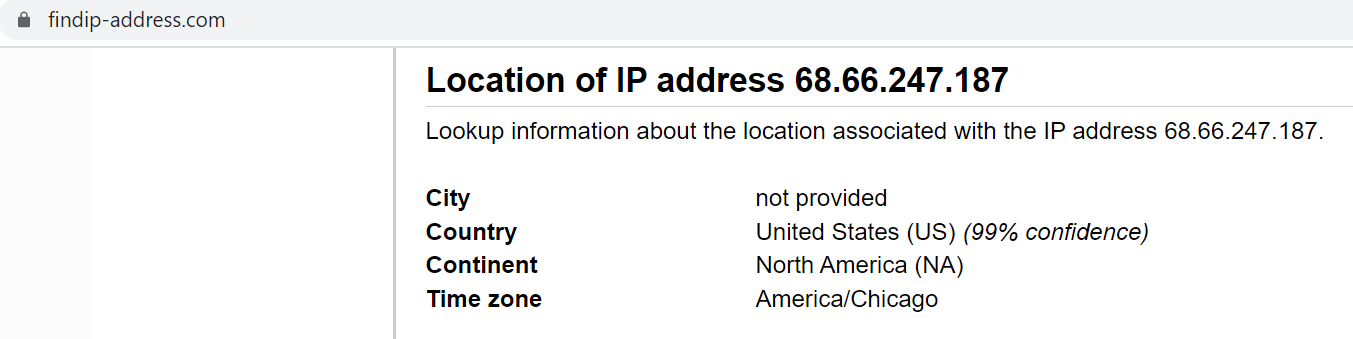 findip-address.com
Location of IP address 68.66.247.187
Lookup information about the location associated with the IP address 68.66.247.187.
City not provided
Country United States (US) (99% confidence)
Continent North America (NA)
Time zone America/Chicago